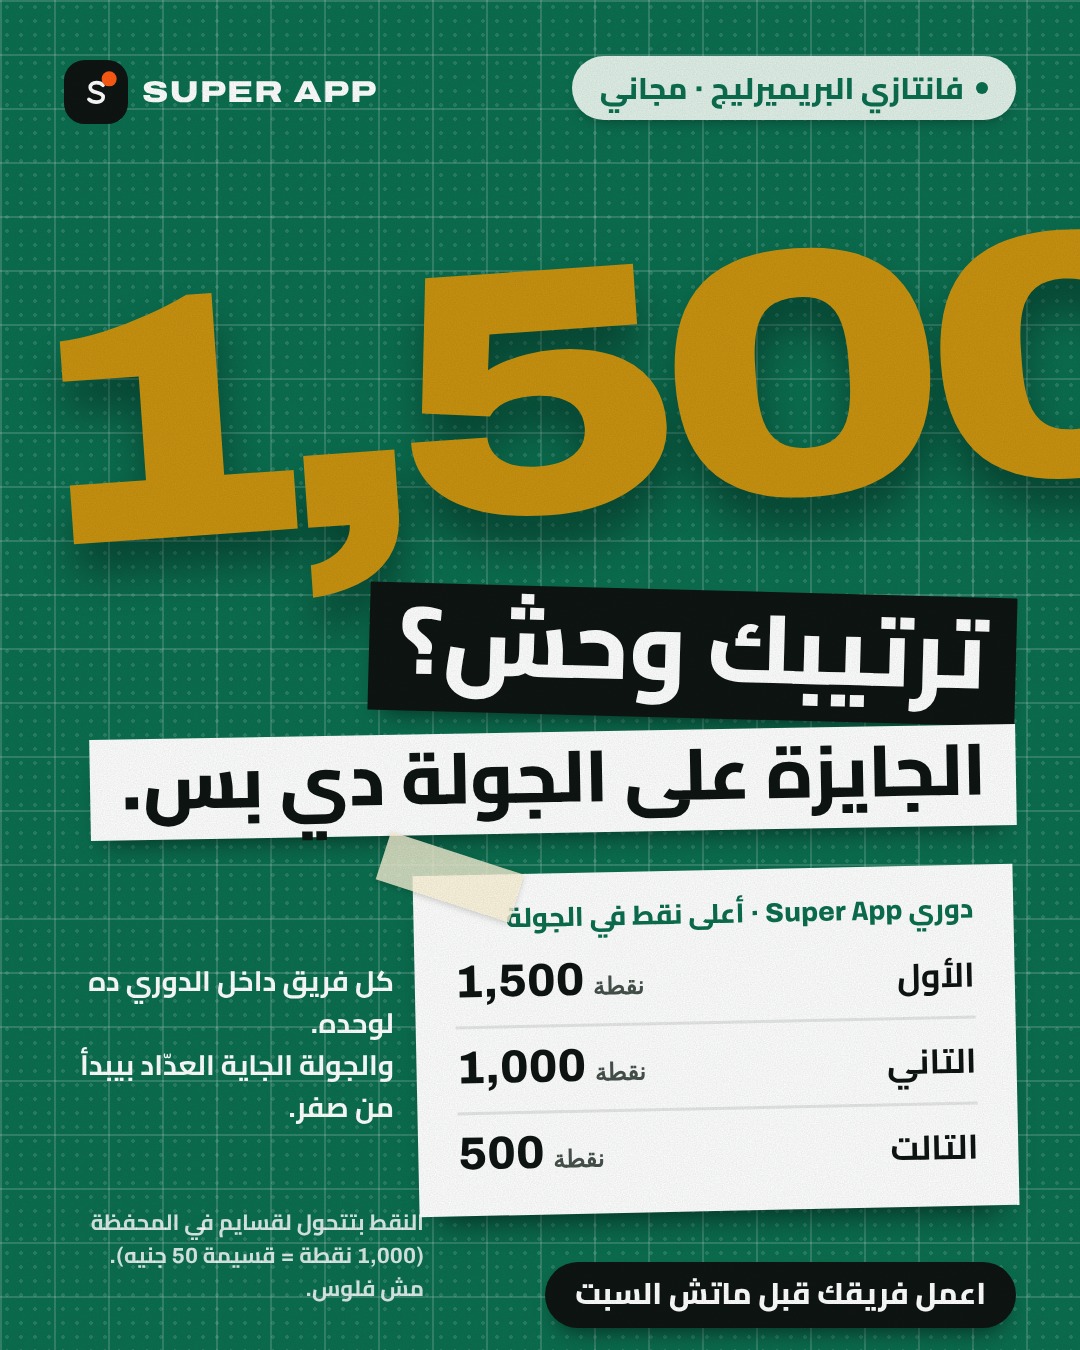 SUPER APP
فانتازي البريميرليج · مجاني
1,500
ترتيبك وحش؟
الجايزة على الجولة دي بس.
دوري Super App · أعلى نقط في الجولة
الأول 1,500 نقطة
التاني 1,000 نقطة
التالت 500 نقطة
كل فريق داخل الدوري ده
لوحده.
والجولة الجاية العدّاد بيبدأ
من صفر.
النقط بتتحول لقسايم في المحفظة
(1,000 نقطة = قسيمة 50 جنيه).
مش فلوس.
اعمل فريقك قبل ماتش السبت